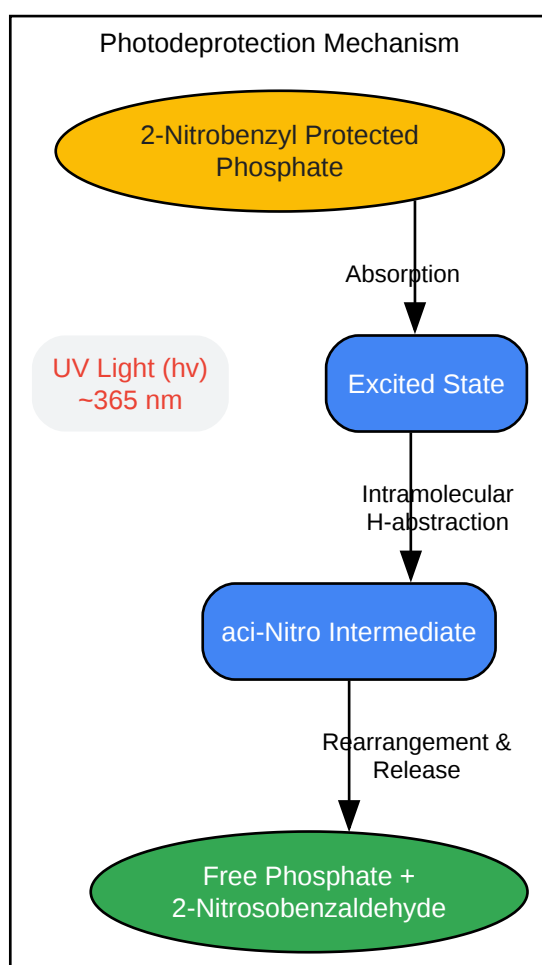 Photodeprotection Mechanism
2-Nitrobenzyl Protected
Phosphate
Absorption
UV Light (hv)
~365 nm
Excited State
Intramolecular
H-abstraction
aci-Nitro Intermediate
Rearrangement &
Release
Free Phosphate +
2-Nitrosobenzaldehyde